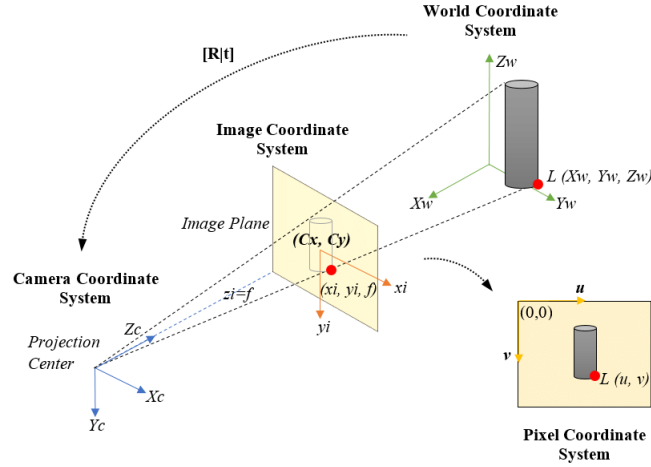 World Coordinate
System
[R|t]
Zw
Image Coordinate
System
L (Xw, Yw, Zw)
Xw
Yw
Image Plane
(Cx, Cy)
Camera Coordinate
System
zi=f
(xi, yi, f)
xi
yi
Zc
Projection
Center
Xc
Yc
u
(0,0)
v
L (u, v)
Pixel Coordinate
System